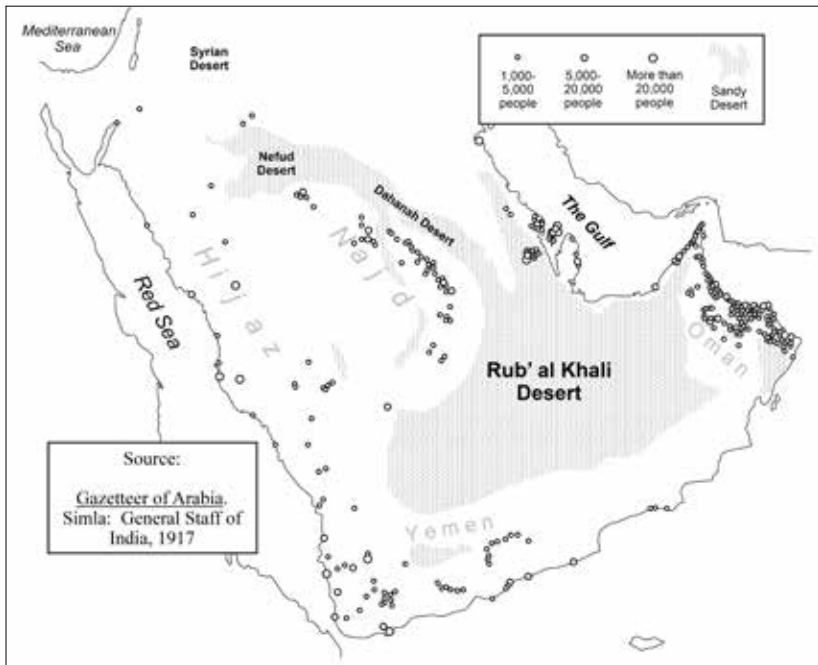 Mediterranean
Sea
Syrian
Desert
1,000-
5,000
people
5,000-
20,000
people
More than
20,000
people
Sandy
Desert
Nefud
Desert
Dahanah Desert
The Gulf
Najd
Hijaz
Red Sea
Oman
Rub' al Khali
Desert
Yemen
Source:
Gazetteer of Arabia.
Simla: General Staff of
India, 1917